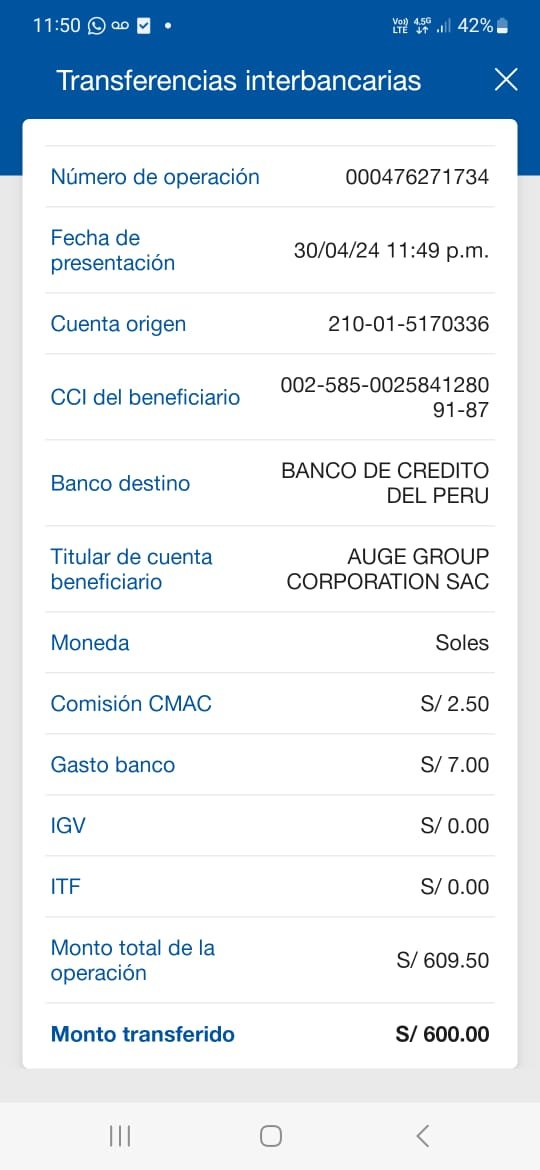 11:50
Vo)) 4.5G
LTE
42%
Transferencias interbancarias
Número de operación 000476271734
Fecha de
presentación
30/04/24 11:49 p.m.
Cuenta origen 210-01-5170336
CCI del beneficiario
002-585-0025841280
91-87
Banco destino
BANCO DE CREDITO
DEL PERU
Titular de cuenta
beneficiario
AUGE GROUP
CORPORATION SAC
Moneda Soles
Comisión CMAC S/ 2.50
Gasto banco S/ 7.00
IGV S/ 0.00
ITF S/ 0.00
Monto total de la
operación
S/ 609.50
Monto transferido S/ 600.00